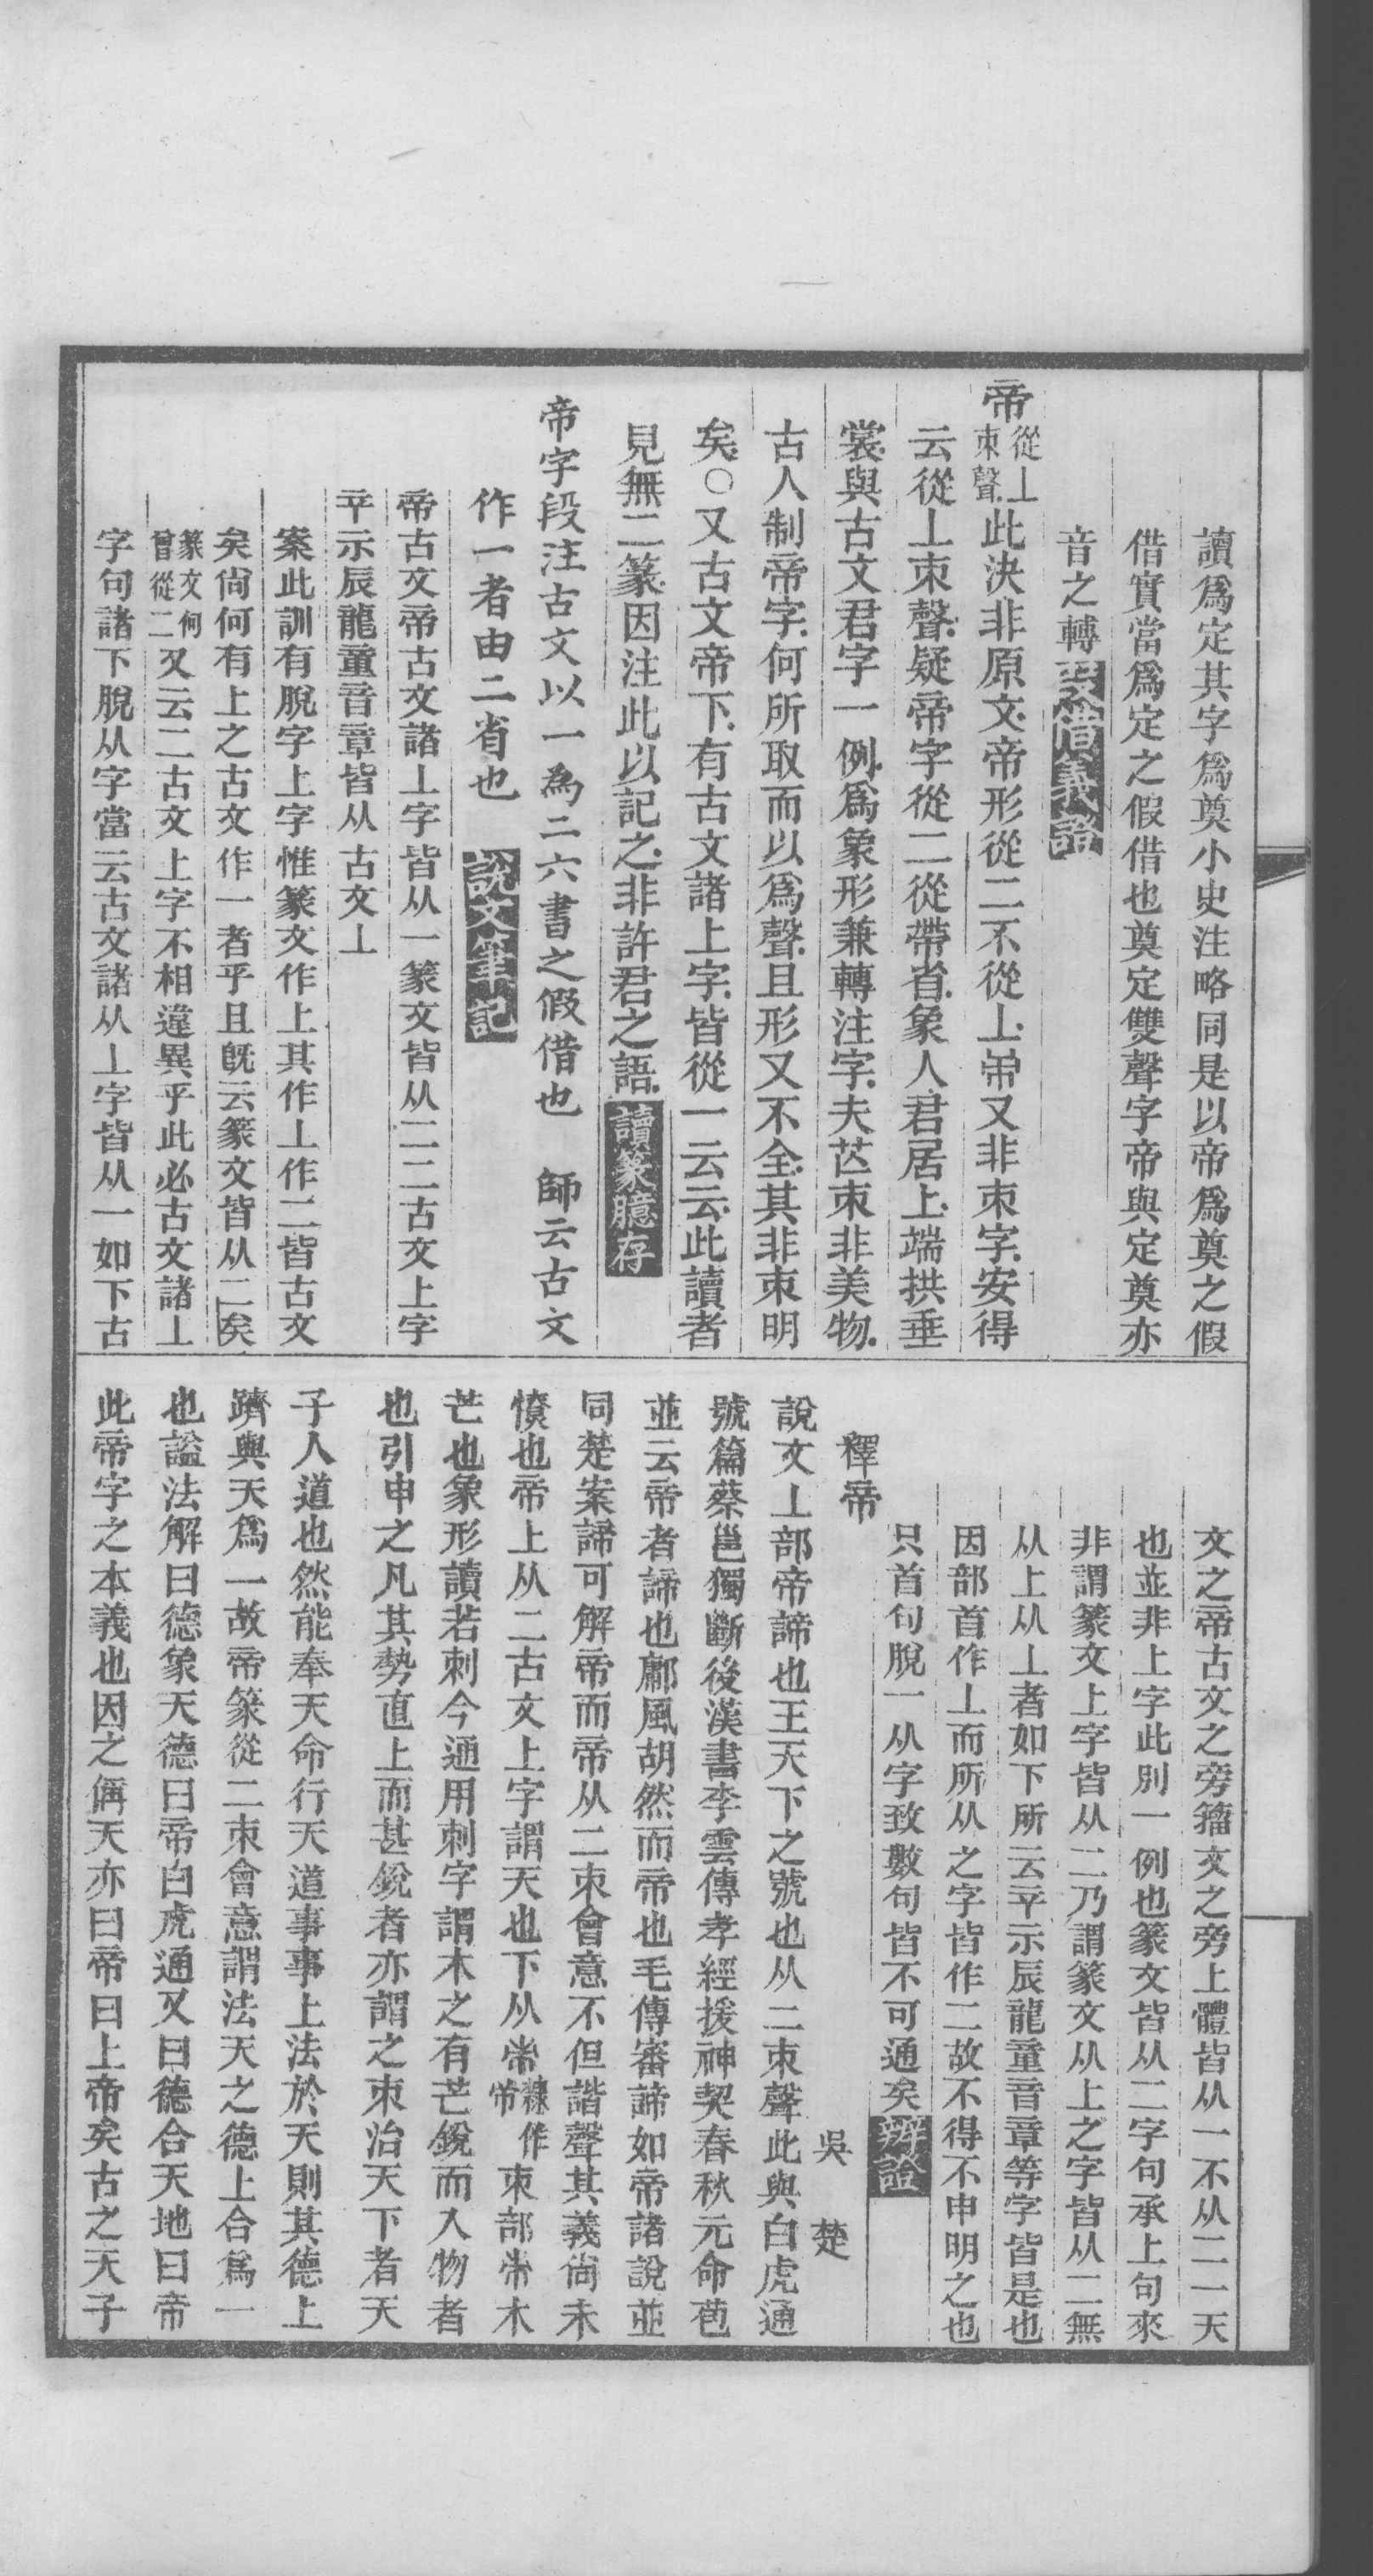 讀爲定其字爲奠小史注略同是以帝爲奠之假
借實當爲定之假借也奠定雙聲字帝與定奠亦
音之轉 叚借義證
帝從丄朿聲此決非原文帝形從二不從丄帝又非朿字安得
云從丄朿聲疑帝字從二從帶省象人君居上端拱垂
裳與古文君字一例爲象形兼轉注字夫芒朿非美物
古人制帝字何所取而以爲聲且形又不全其非朿明
矣○又古文帝下有古文諸上字皆從一云云此讀者
見無二篆因注此以記之非許君之語 讀篆臆存
帝字段注古文以一爲二六書之假借也 師云古文
作一者由二省也 說文筆記
帝古文帝古文諸丄字皆从一篆文皆从二二古文上字
䇂示辰龍童音章皆从古文丄
案此訓有脫字上字惟篆文作上其作丄作二皆古文
矣尙何有上之古文作一者乎且旣云篆文皆从二矣
篆文何曾從二又云二古文上字不相違異乎此必古文諸丄
字句諸下脫从字當云古文諸从丄字皆从一如下古
文之帝古文之旁籀文之旁上體皆从一不从二一天
也並非上字此別一例也篆文皆从二字句承上句來
非謂篆文上字皆从二乃謂篆文从上之字皆从二無
从上从丄者如下所云䇂示辰龍童音章等字皆是也
因部首作丄而所从之字皆作二故不得不申明之也
只首句脫一从字致數句皆不可通矣 辨證
釋帝 吳楚
說文丄部帝諦也王天下之號也从二朿聲此與白虎通
號篇蔡邕獨斷後漢書李雲傳孝經援神契春秋元命苞
並云帝者諦也鄘風胡然而帝也毛傳審諦如帝諸說並
同楚案諦可解帝而帝从二朿會意不但諧聲其義尙未
憭也帝上从二古文上字謂天也下从朿隸作帝朿部朿木
芒也象形讀若刺今通用刺字謂木之有芒銳而入物者
也引申之凡其勢直上而甚銳者亦謂之朿治天下者天
子人道也然能奉天命行天道事事上法於天則其德上
躋與天爲一故帝篆從二朿會意謂法天之德上合爲一
也謚法解曰德象天德曰帝白虎通又曰德合天地曰帝
此帝字之本義也因之偁天亦曰帝曰上帝矣古之天子